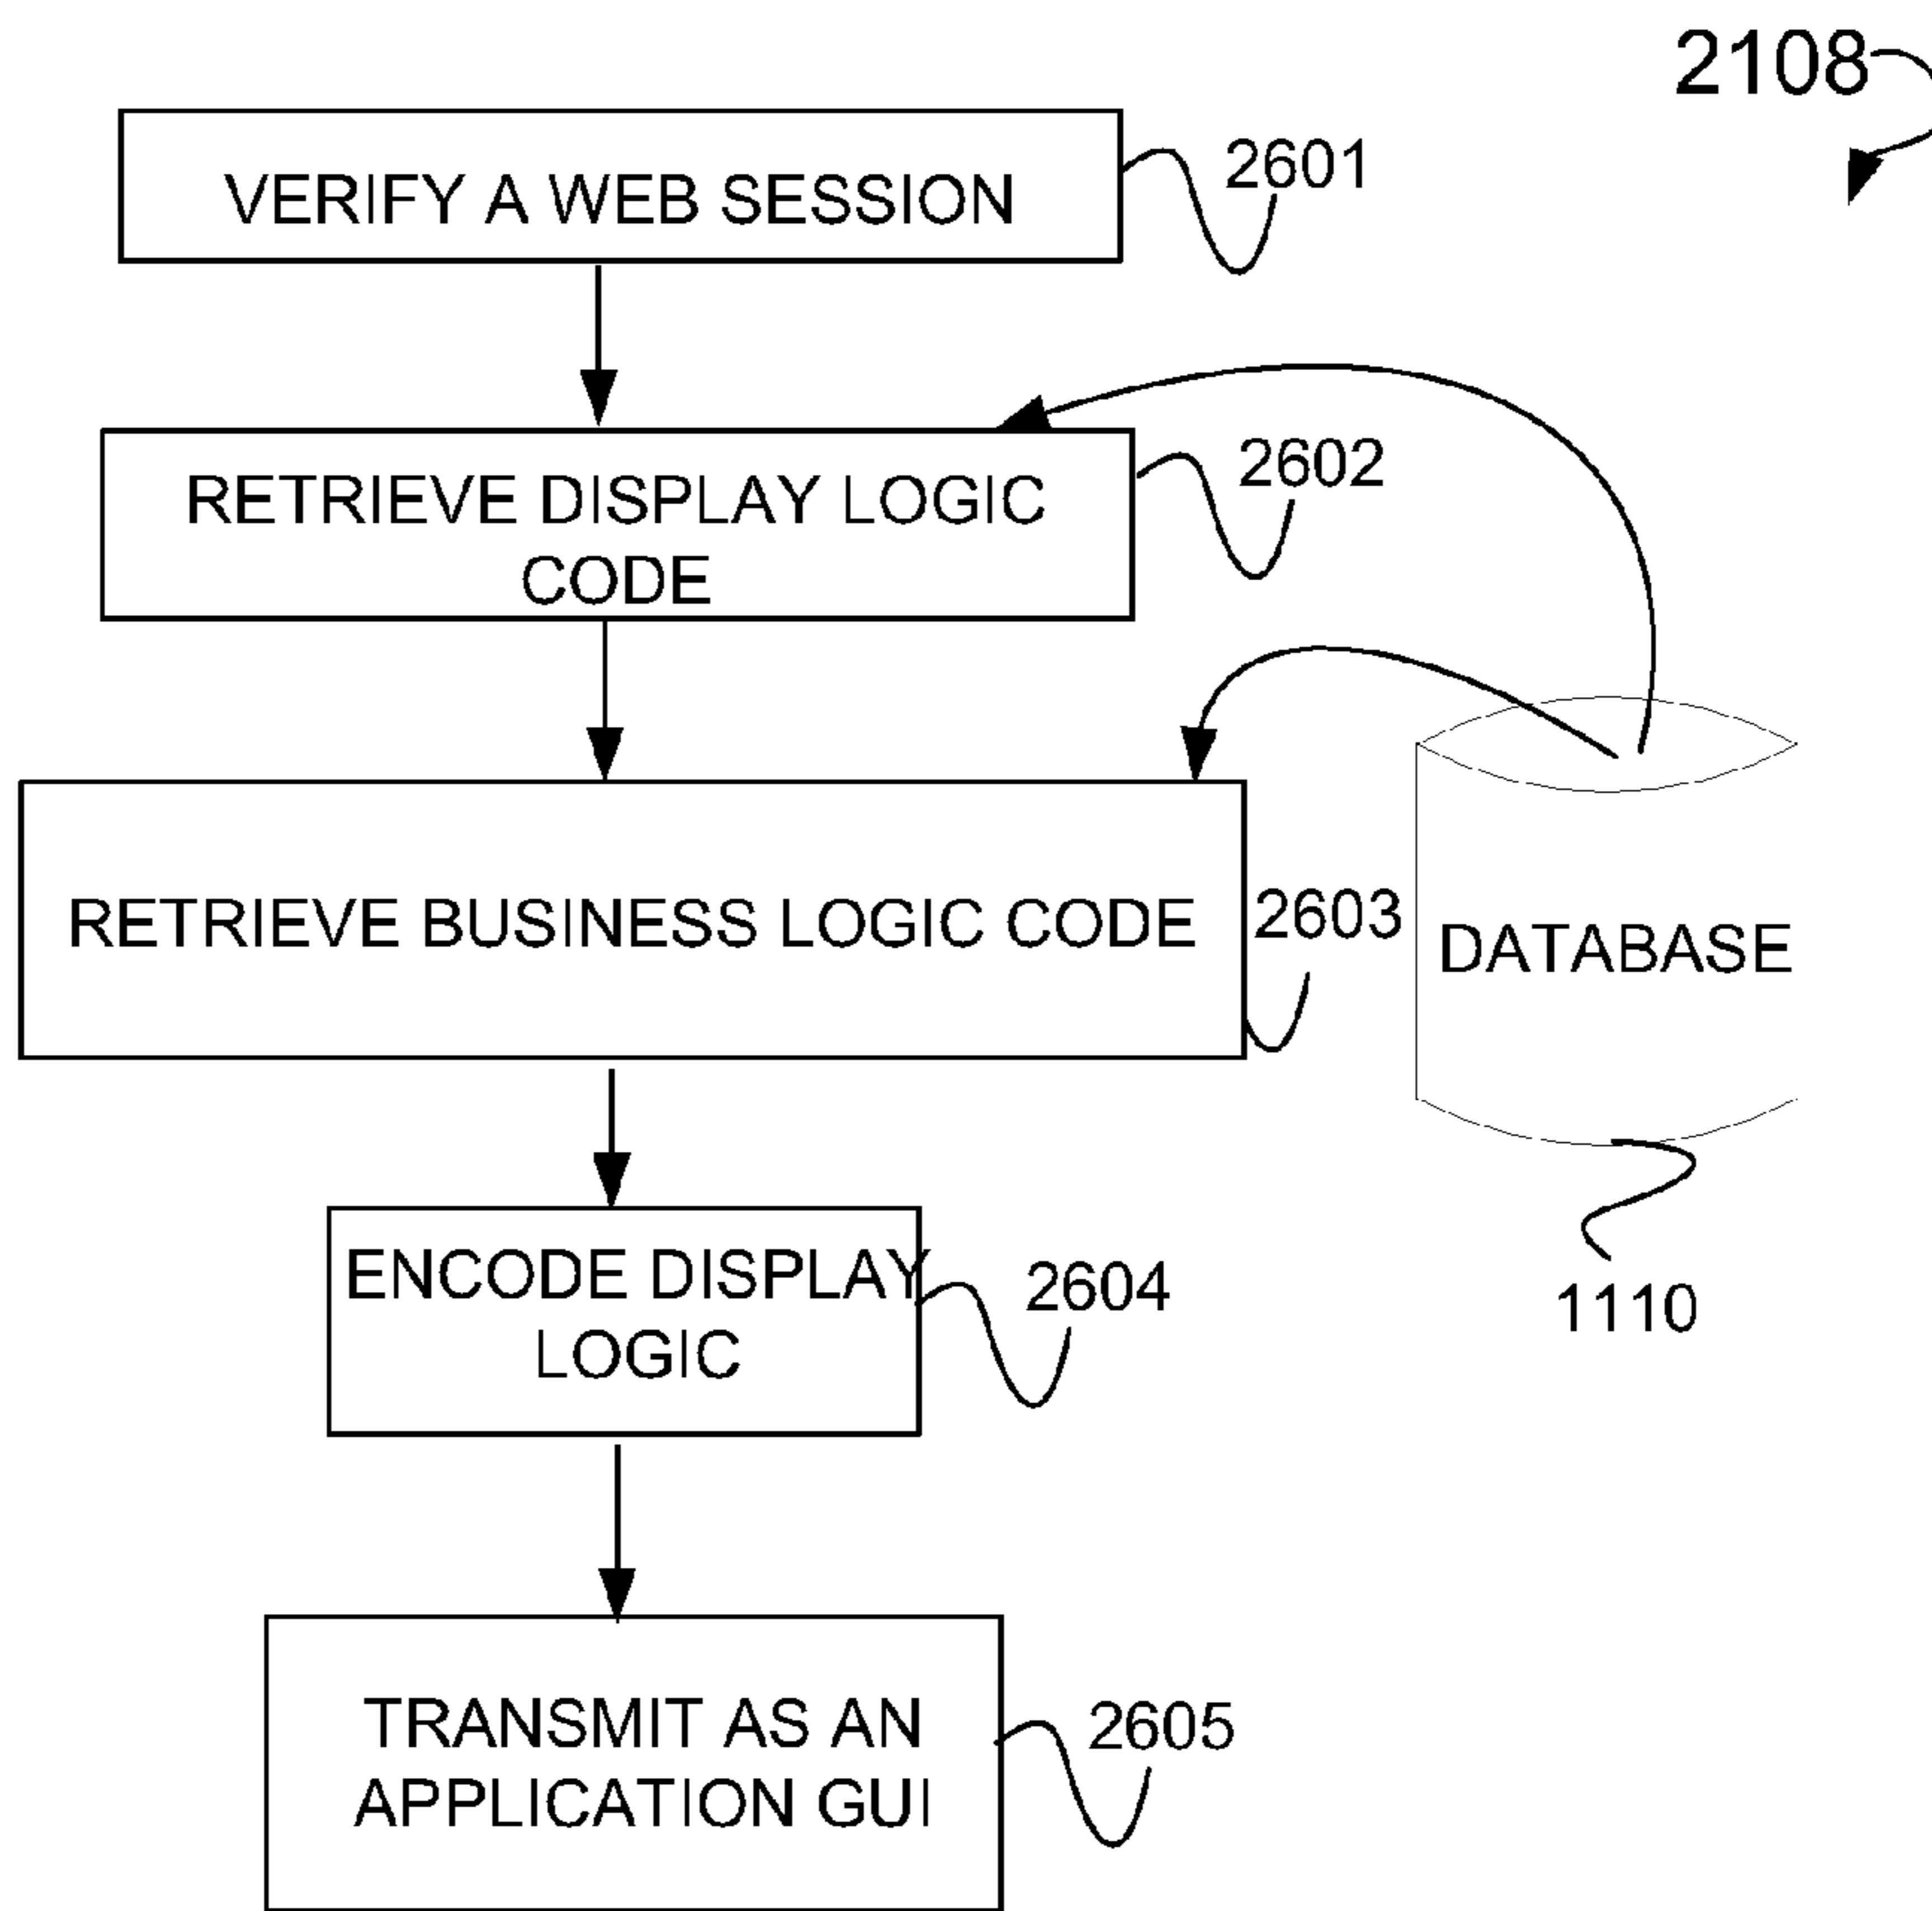 2108
VERIFY A WEB SESSION
2601
RETRIEVE DISPLAY LOGIC
CODE
2602
RETRIEVE BUSINESS LOGIC CODE
2603
DATABASE
1110
ENCODE DISPLAY
LOGIC
2604
TRANSMIT AS AN
APPLICATION GUI
2605